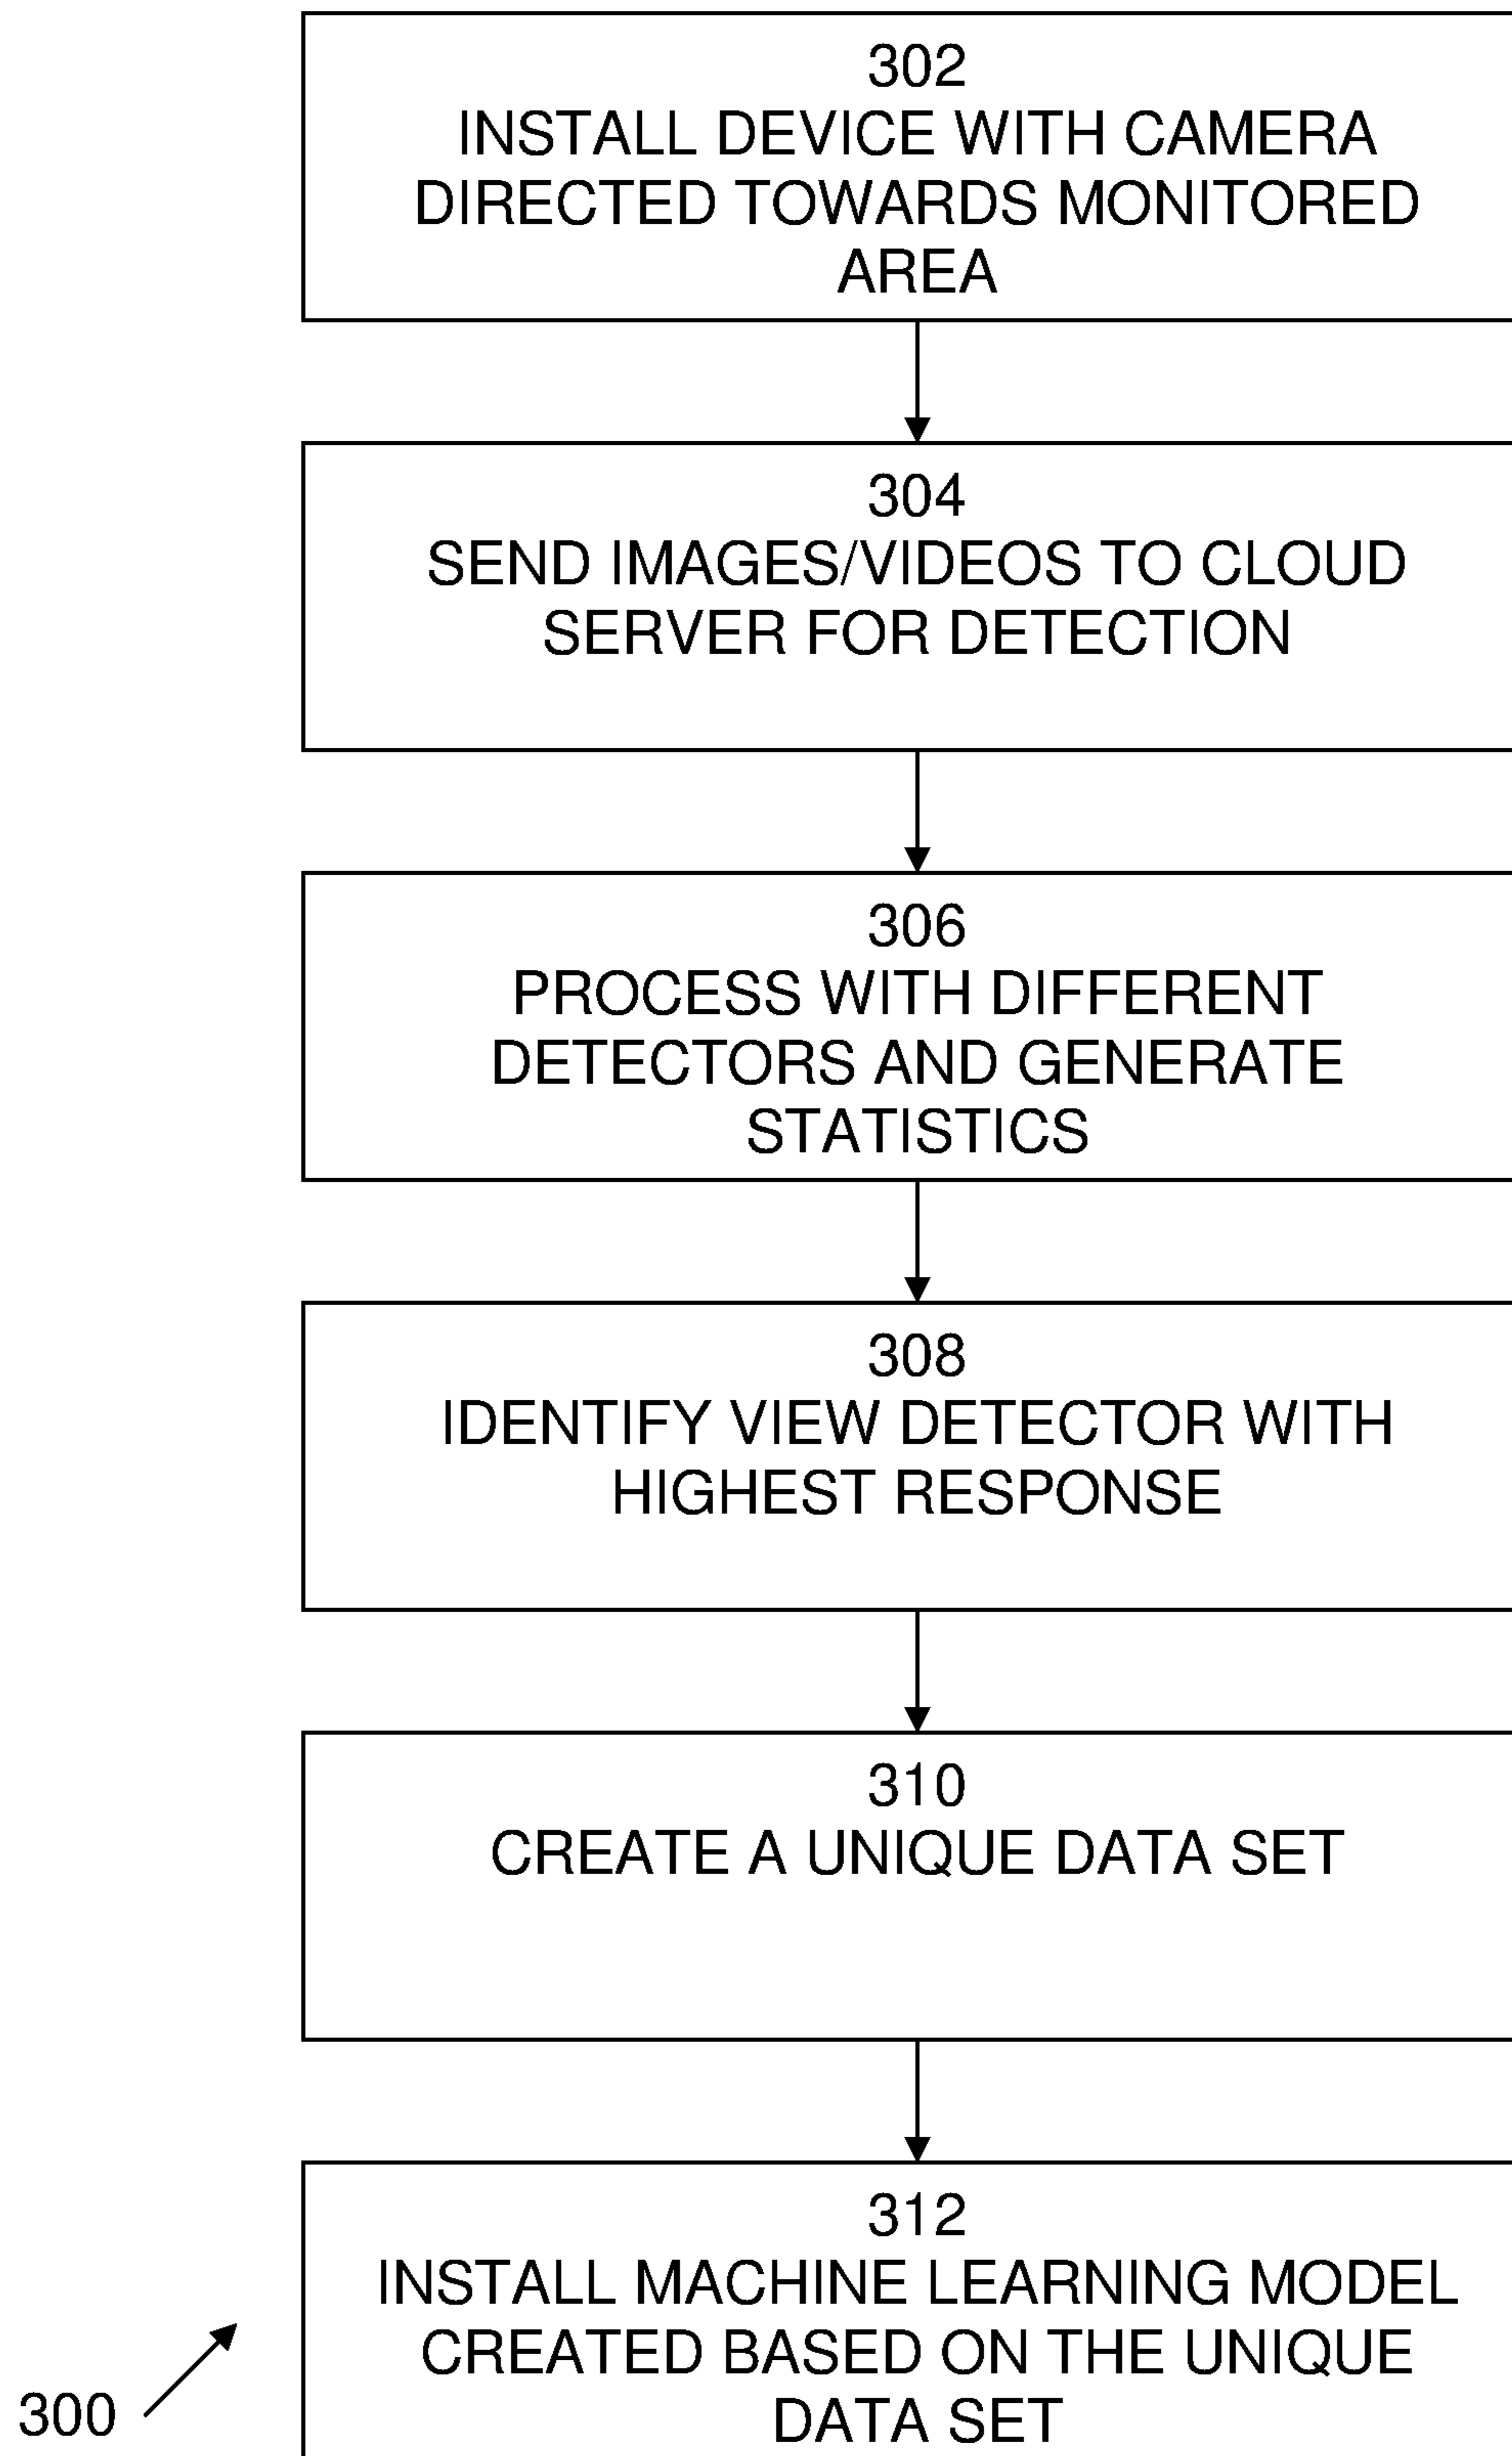 302
INSTALL DEVICE WITH CAMERA
DIRECTED TOWARDS MONITORED
AREA
304
SEND IMAGES/VIDEOS TO CLOUD
SERVER FOR DETECTION
306
PROCESS WITH DIFFERENT
DETECTORS AND GENERATE
STATISTICS
308
IDENTIFY VIEW DETECTOR WITH
HIGHEST RESPONSE
310
CREATE A UNIQUE DATA SET
312
INSTALL MACHINE LEARNING MODEL
CREATED BASED ON THE UNIQUE
DATA SET
300